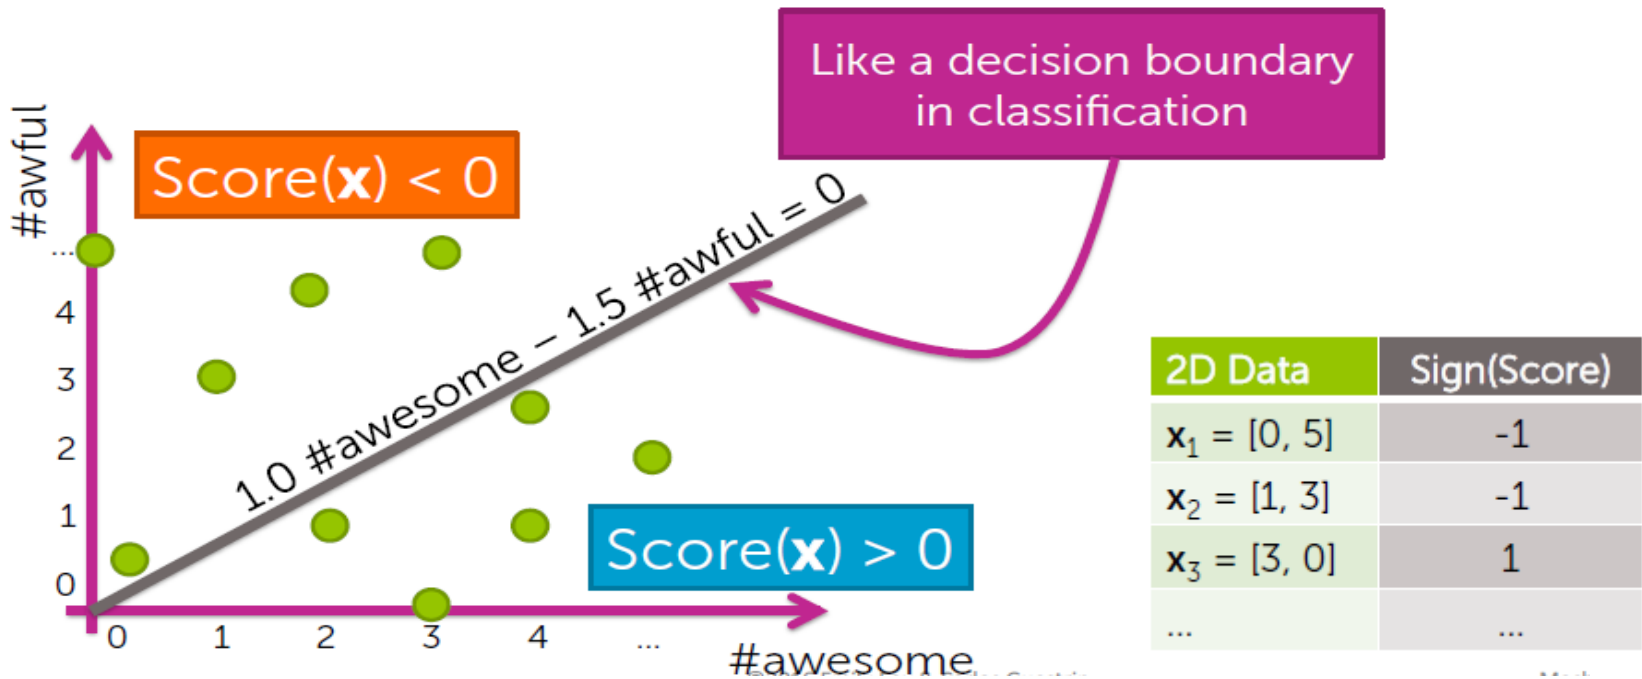 Like a decision boundary
in classification
#awful
Score(x) < 0
1.0 #awesome – 1.5 #awful = 0
...
4
3
2
1
0
Score(x) > 0
0 1 2 3 4 ...
#awesome
2D Data Sign(Score)
x1 = [0, 5] -1
x2 = [1, 3] -1
x3 = [3, 0] 1
... ...